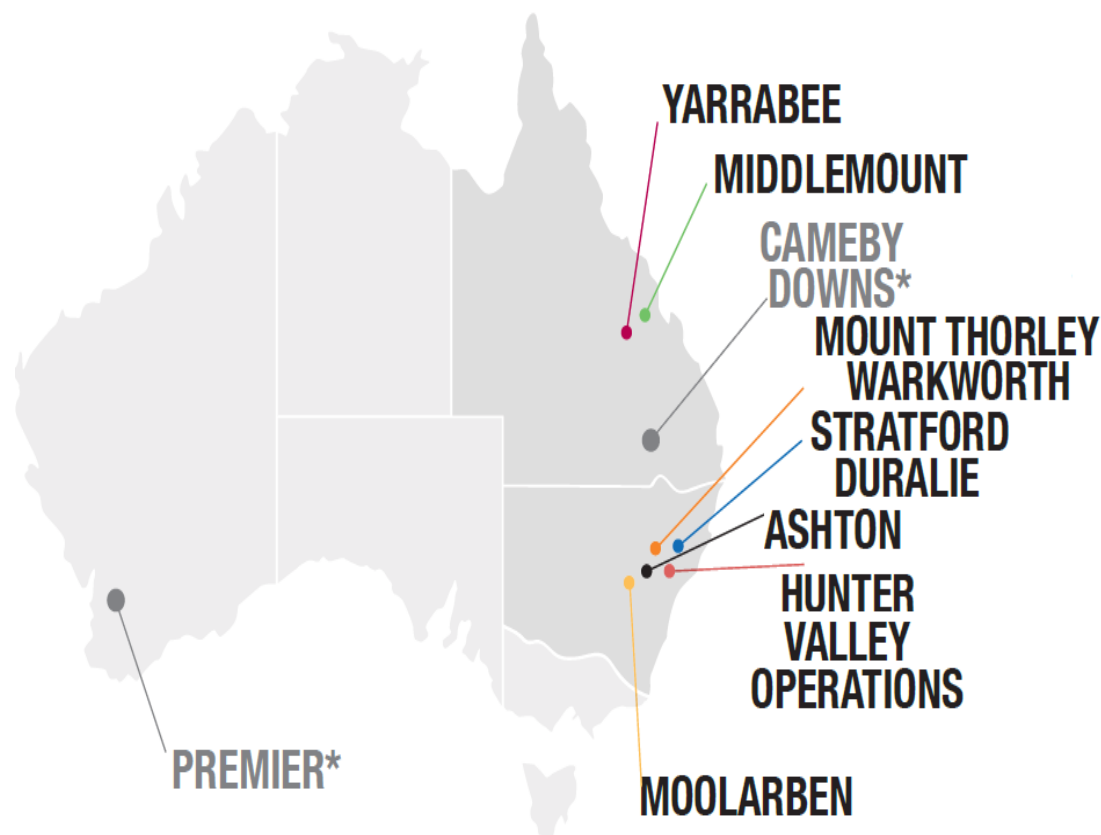 YARRABEE
MIDDLEMOUNT
CAMEBY
DOWNS*
MOUNT THORLEY
WARKWORTH
STRATFORD
DURALIE
ASHTON
HUNTER
VALLEY
OPERATIONS
PREMIER*
MOOLARBEN